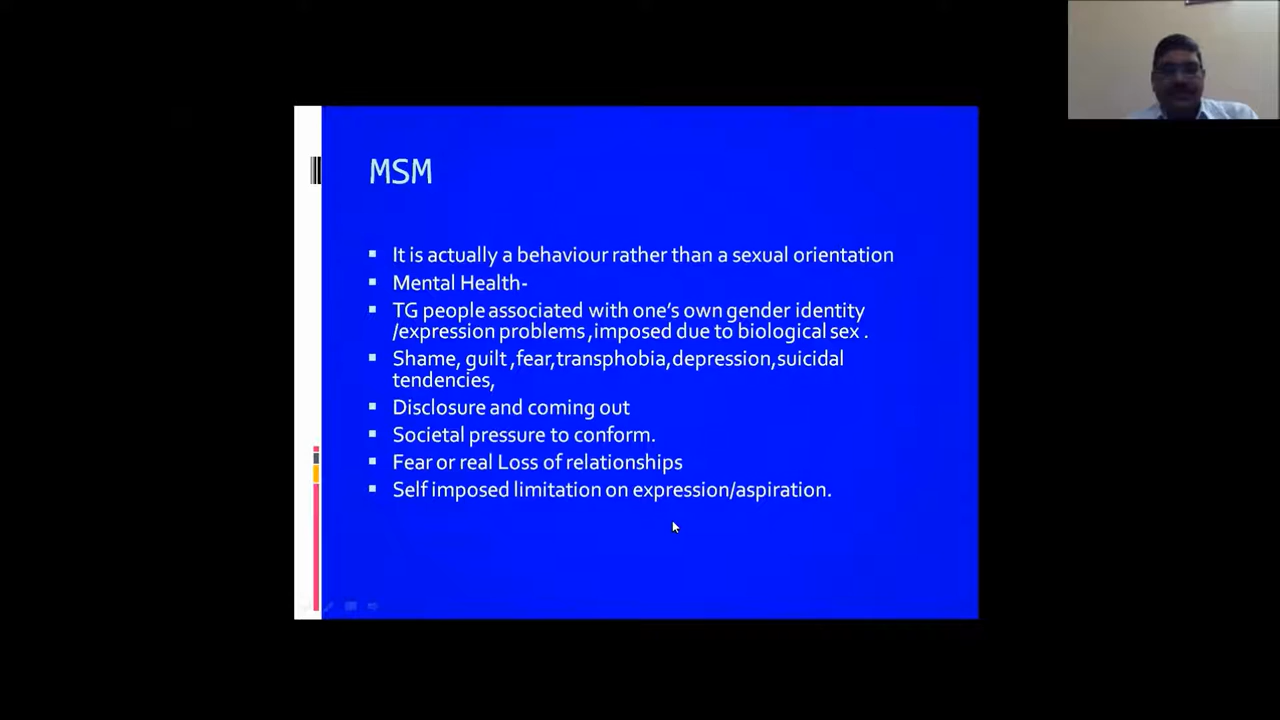 MSM
It is actually a behaviour rather than a sexual orientation
Mental Health-
TG people associated with one's own gender identity
/expression problems ,imposed due to biological sex .
Shame, guilt ,fear,transphobia,depression,suicidal
tendencies,
Disclosure and coming out
Societal pressure to conform.
Fear or real Loss of relationships
Self imposed limitation on expression/aspiration.